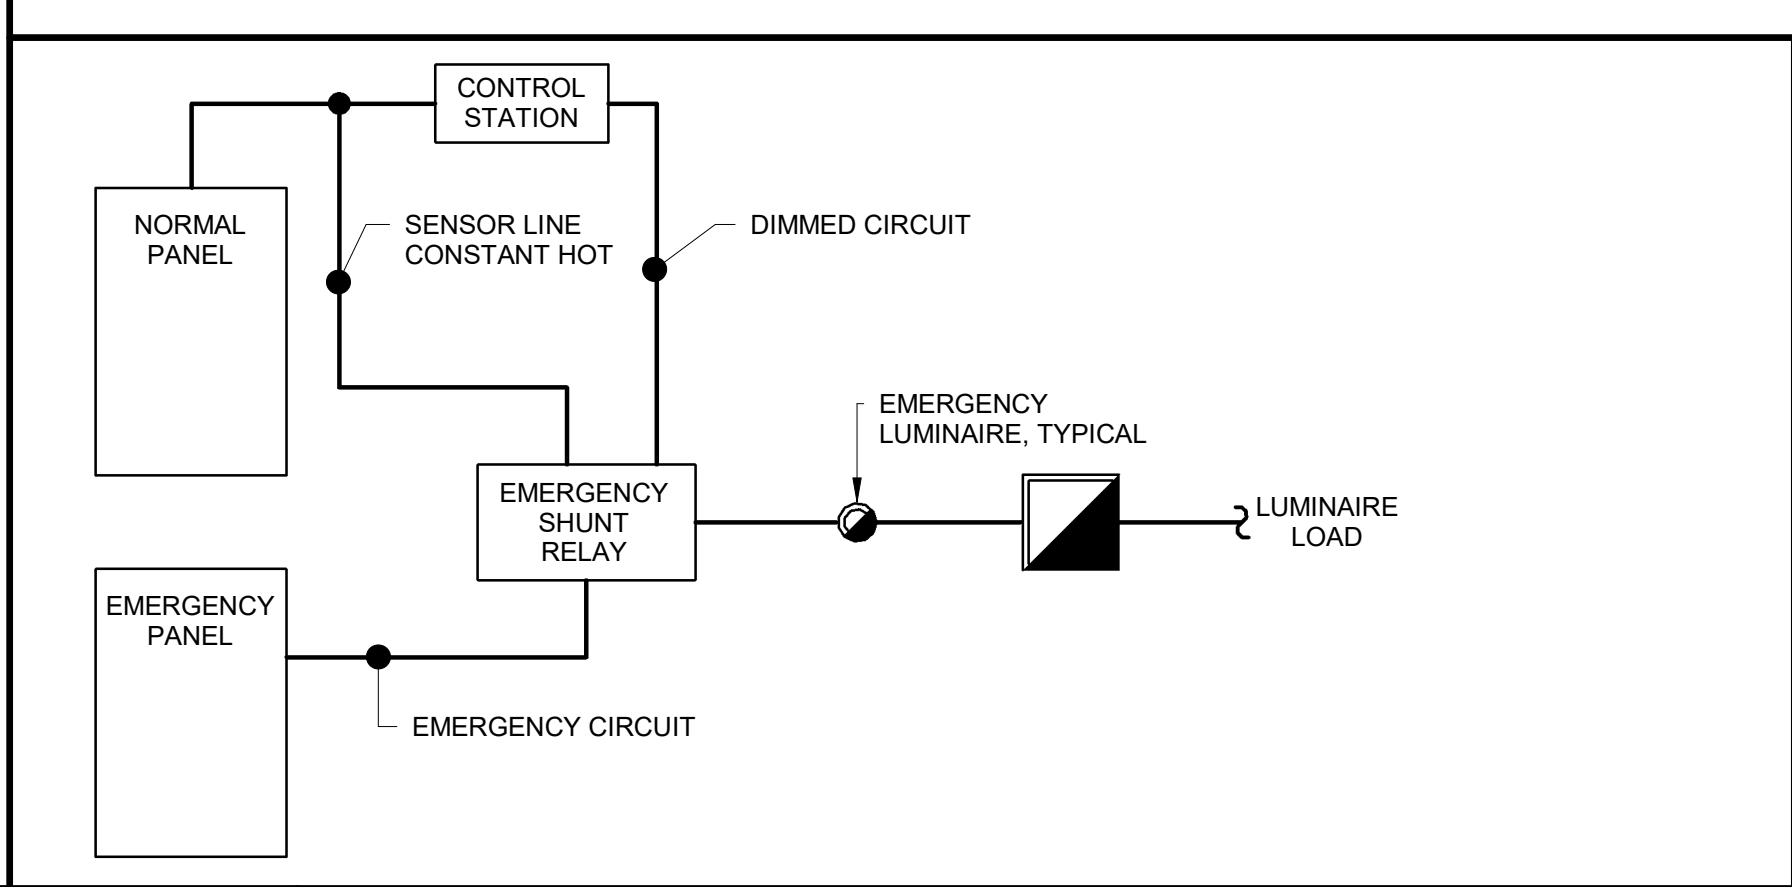 CONTROL
STATION
NORMAL
PANEL
SENSOR LINE
CONSTANT HOT
DIMMED CIRCUIT
EMERGENCY
LUMINAIRE, TYPICAL
EMERGENCY
SHUNT
RELAY
LUMINAIRE
LOAD
EMERGENCY
PANEL
EMERGENCY CIRCUIT